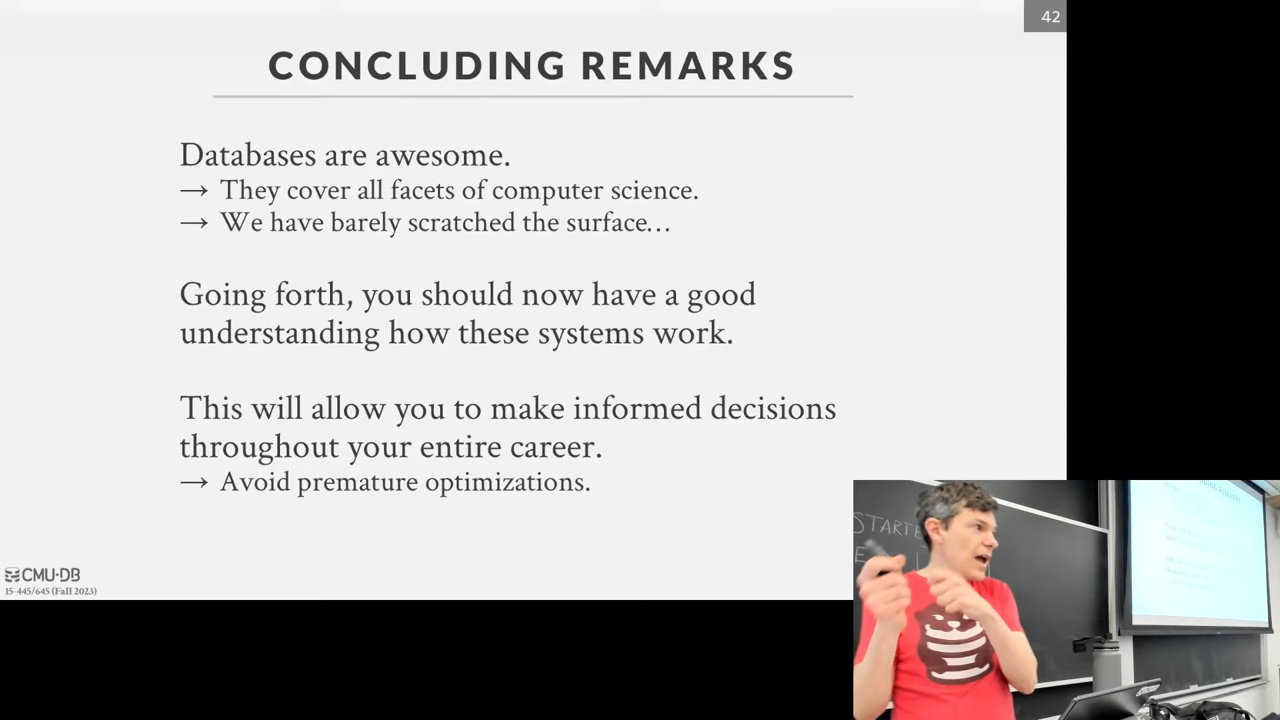 42
CONCLUDING REMARKS
Databases are awesome.
→ They cover all facets of computer science.
→ We have barely scratched the surface…
Going forth, you should now have a good
understanding how these systems work.
This will allow you to make informed decisions
throughout your entire career.
→ Avoid premature optimizations.
CMU·DB
15-445/645 (Fall 2023)
STARTE